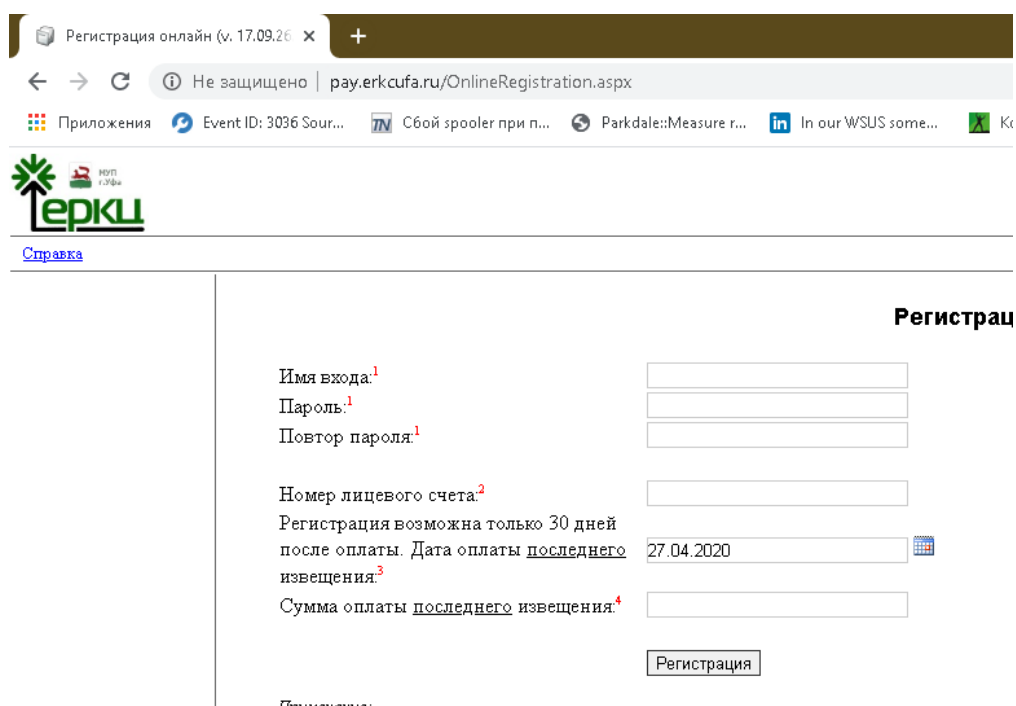 Регистрация онлайн (v. 17.09.26
Не защищено | pay.erkcufa.ru/OnlineRegistration.aspx
Приложения Event ID: 3036 Sour... TN Сбой spooler при п... Parkdale::Measure r... in In our WSUS some... Ко
МУП
г.Уфа
еркц
Справка
Регистрац
Имя входа:1
Пароль:1
Повтор пароля:1
Номер лицевого счета:2
Регистрация возможна только 30 дней
после оплаты. Дата оплаты последнего 27.04.2020
извещения:3
Сумма оплаты последнего извещения:4
Регистрация